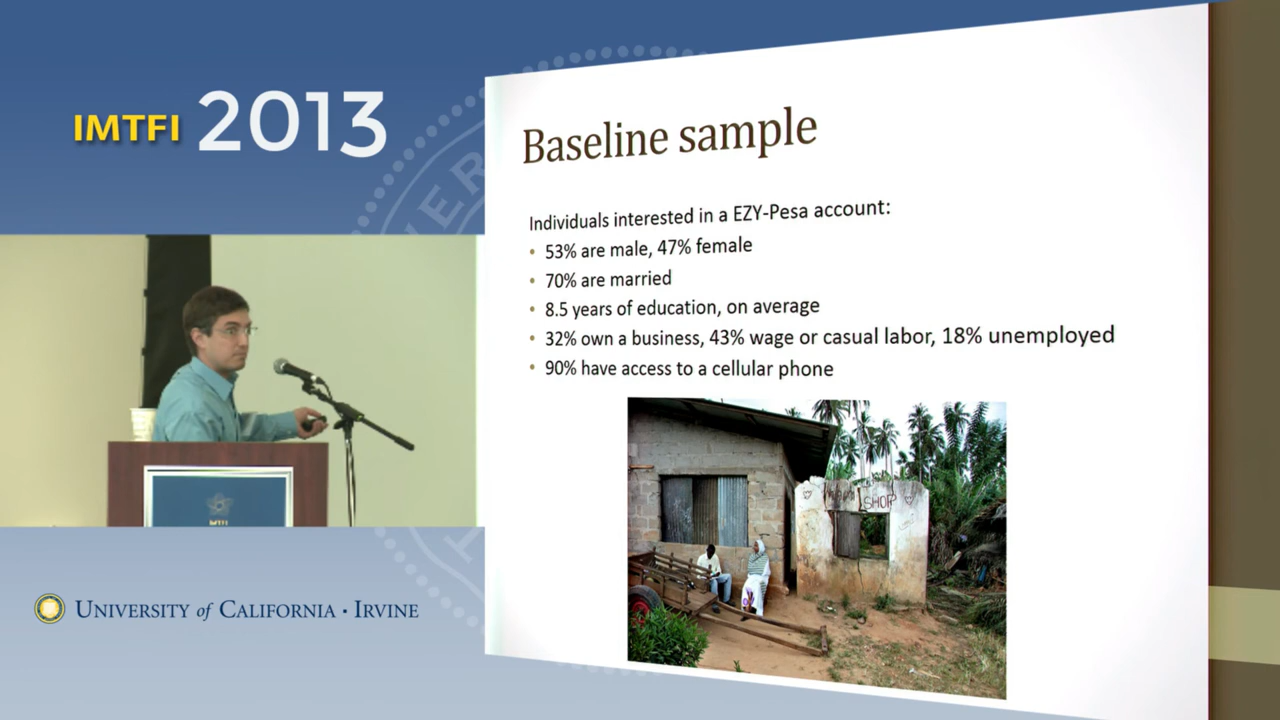 IMTFI 2013
Baseline sample
Individuals interested in a EZY-Pesa account:
• 53% are male, 47% female
• 70% are married
• 8.5 years of education, on average
• 32% own a business, 43% wage or casual labor, 18% unemployed
• 90% have access to a cellular phone
SHOP
UNIVERSITY of CALIFORNIA • IRVINE